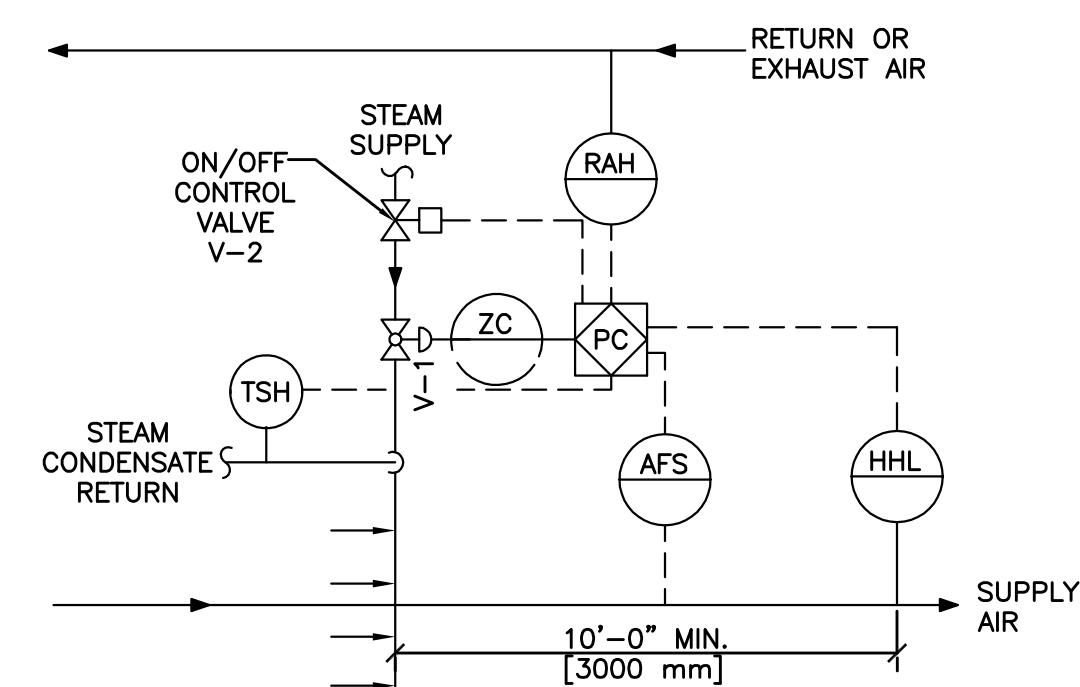 RETURN OR
EXHAUST AIR
STEAM
SUPPLY
ON/OFF
CONTROL
VALVE
V-2
RAH
ZC
PC
V-1
TSH
STEAM
CONDENSATE
RETURN
AFS
HHL
SUPPLY
AIR
10'-0" MIN.
[3000 mm]